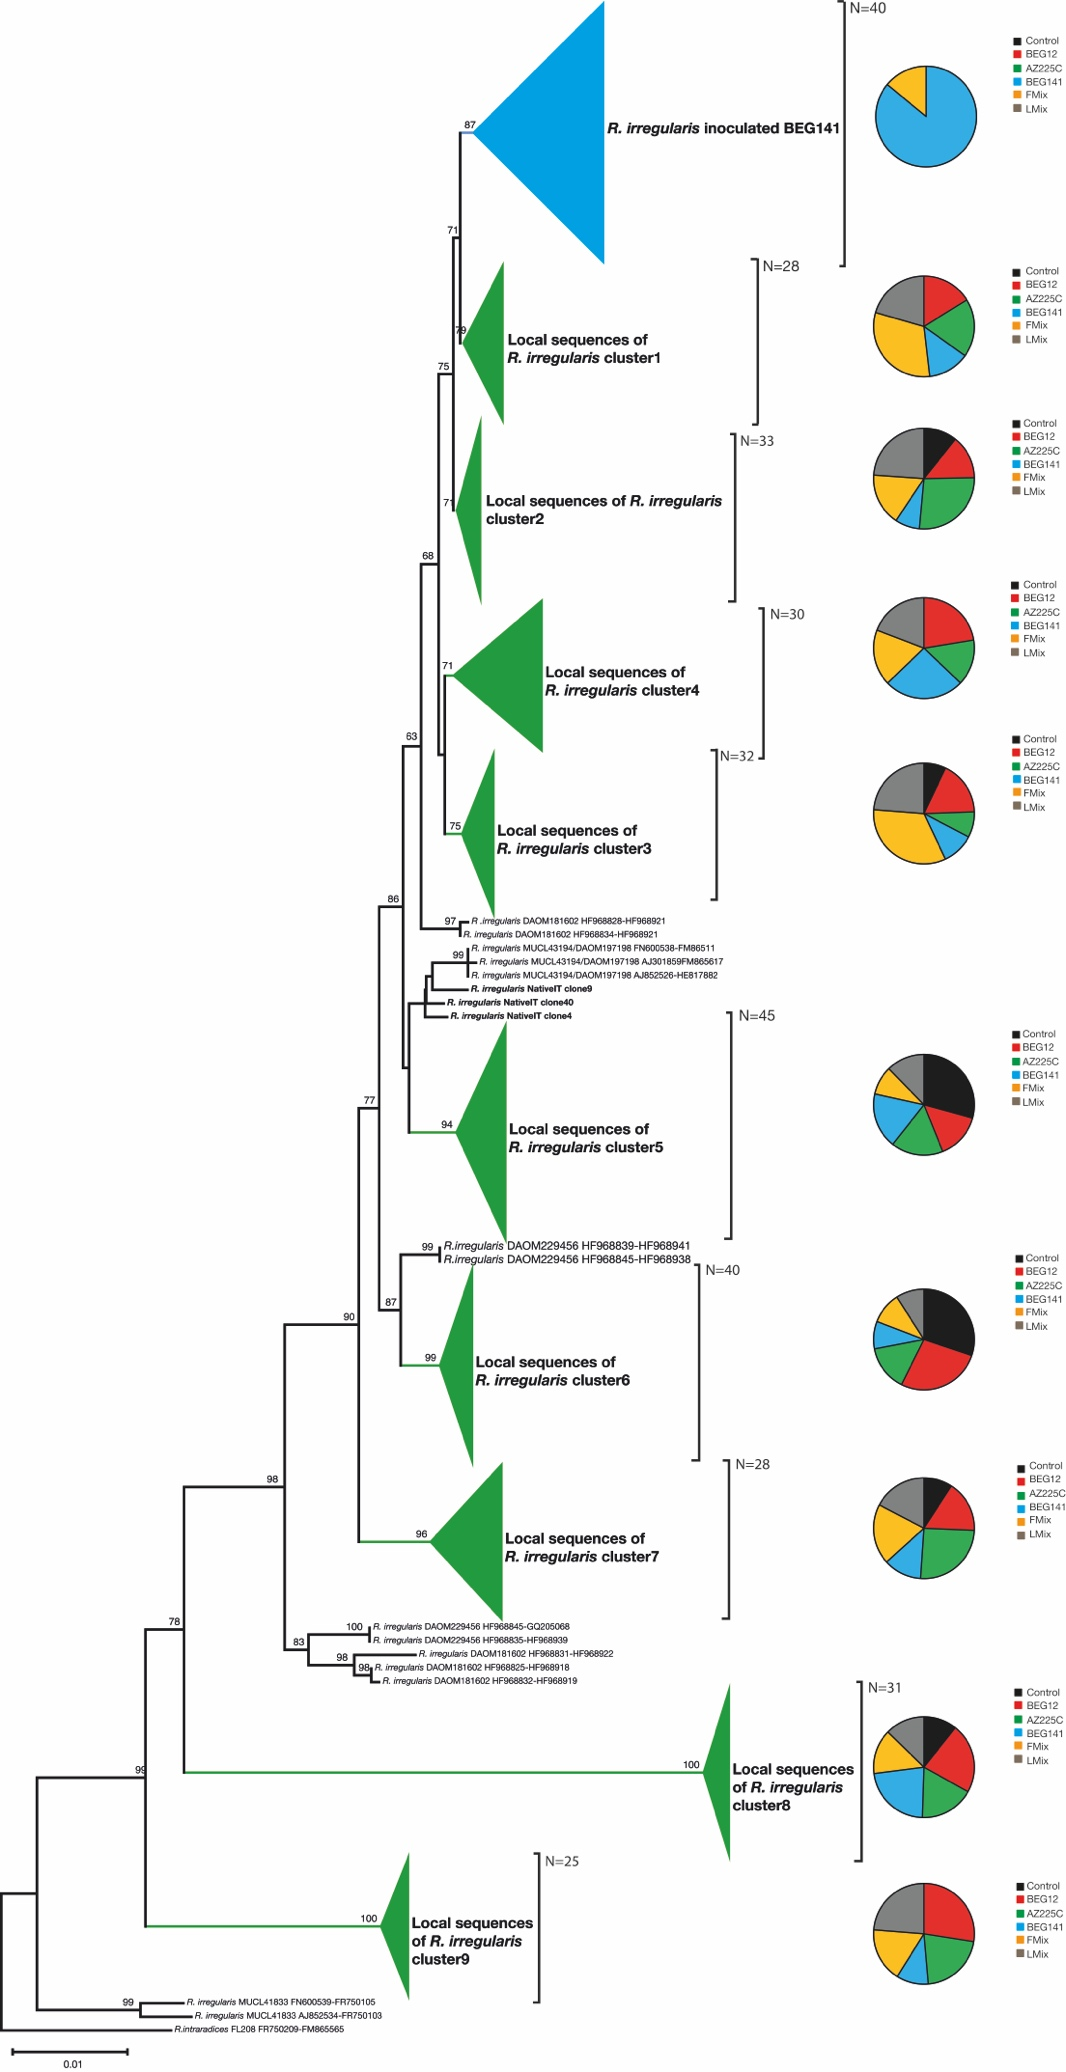 N=40
Control
BEG12
AZ225C
BEG141
FMix
LMix
87
R. irregularis inoculated BEG141
71
N=28
Control
BEG12
AZ225C
BEG141
FMix
LMix
79
Local sequences of
R. irregularis cluster1
75
N=33
Control
BEG12
AZ225C
BEG141
FMix
LMix
71
Local sequences of R. irregularis
cluster2
68
N=30
Control
BEG12
AZ225C
BEG141
FMix
LMix
71
Local sequences of
R. irregularis cluster4
63
N=32
Control
BEG12
AZ225C
BEG141
FMix
LMix
75
Local sequences of
R. irregularis cluster3
86
97
R .irregularis DAOM181602 HF968828-HF968921
R. irregularis DAOM181602 HF968834-HF968921
R. irregularis MUCL43194/DAOM197198 FN600538-FM86511
99
R. irregularis MUCL43194/DAOM197198 AJ301859FM865617
R. irregularis MUCL43194/DAOM197198 AJ852526-HE817882
R. irregularis NativeIT clone9
R. irregularis NativeIT clone40
R. irregularis NativeIT clone4
N=45
Control
BEG12
AZ225C
BEG141
FMix
LMix
77
94
Local sequences of
R. irregularis cluster5
99
R.irregularis DAOM229456 HF968839-HF968941
R.irregularis DAOM229456 HF968845-HF968938
N=40
Control
BEG12
AZ225C
BEG141
FMix
LMix
87
90
99
Local sequences of
R. irregularis cluster6
N=28
Control
BEG12
AZ225C
BEG141
FMix
LMix
98
96
Local sequences of
R. irregularis cluster7
78
100
R. irregularis DAOM229456 HF968845-GQ205068
R. irregularis DAOM229456 HF968835-HF968939
83
98
R. irregularis DAOM181602 HF968831-HF968922
98
R. irregularis DAOM181602 HF968825-HF968918
R. irregularis DAOM181602 HF968832-HF968919
N=31
Control
BEG12
AZ225C
BEG141
FMix
LMix
99
100
Local sequences
of R. irregularis
cluster8
N=25
Control
BEG12
AZ225C
BEG141
FMix
LMix
100
Local sequences
of R. irregularis
cluster9
99
R. irregularis MUCL41833 FN600539-FR750105
R. irregularis MUCL41833 AJ852534-FR750103
R.intraradices FL208 FR750209-FM865565
0.01